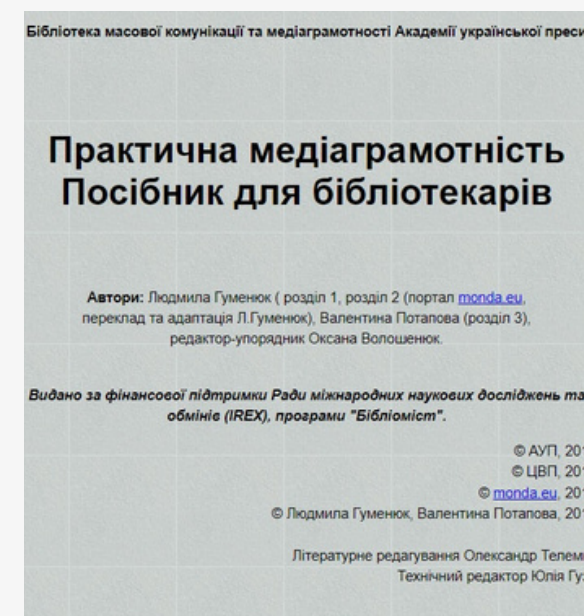 Бібліотека масової комунікації та медіаграмотності Академії української преси
Практична медіаграмотність
Посібник для бібліотекарів
Автори: Людмила Гуменюк ( розділ 1, розділ 2 (портал monda.eu,
переклад та адаптація Л.Гуменюк), Валентина Потапова (розділ 3),
редактор-упорядник Оксана Волошенюк.
Видано за фінансової підтримки Ради міжнародних наукових досліджень та
обмінів (IREX), програми "Бібліоміст".
© АУП,
© ЦВП,
© monda.eu,
© Людмила Гуменюк, Валентина Потапова,
Літературне редагування Олександр
Технічний редактор Юлія